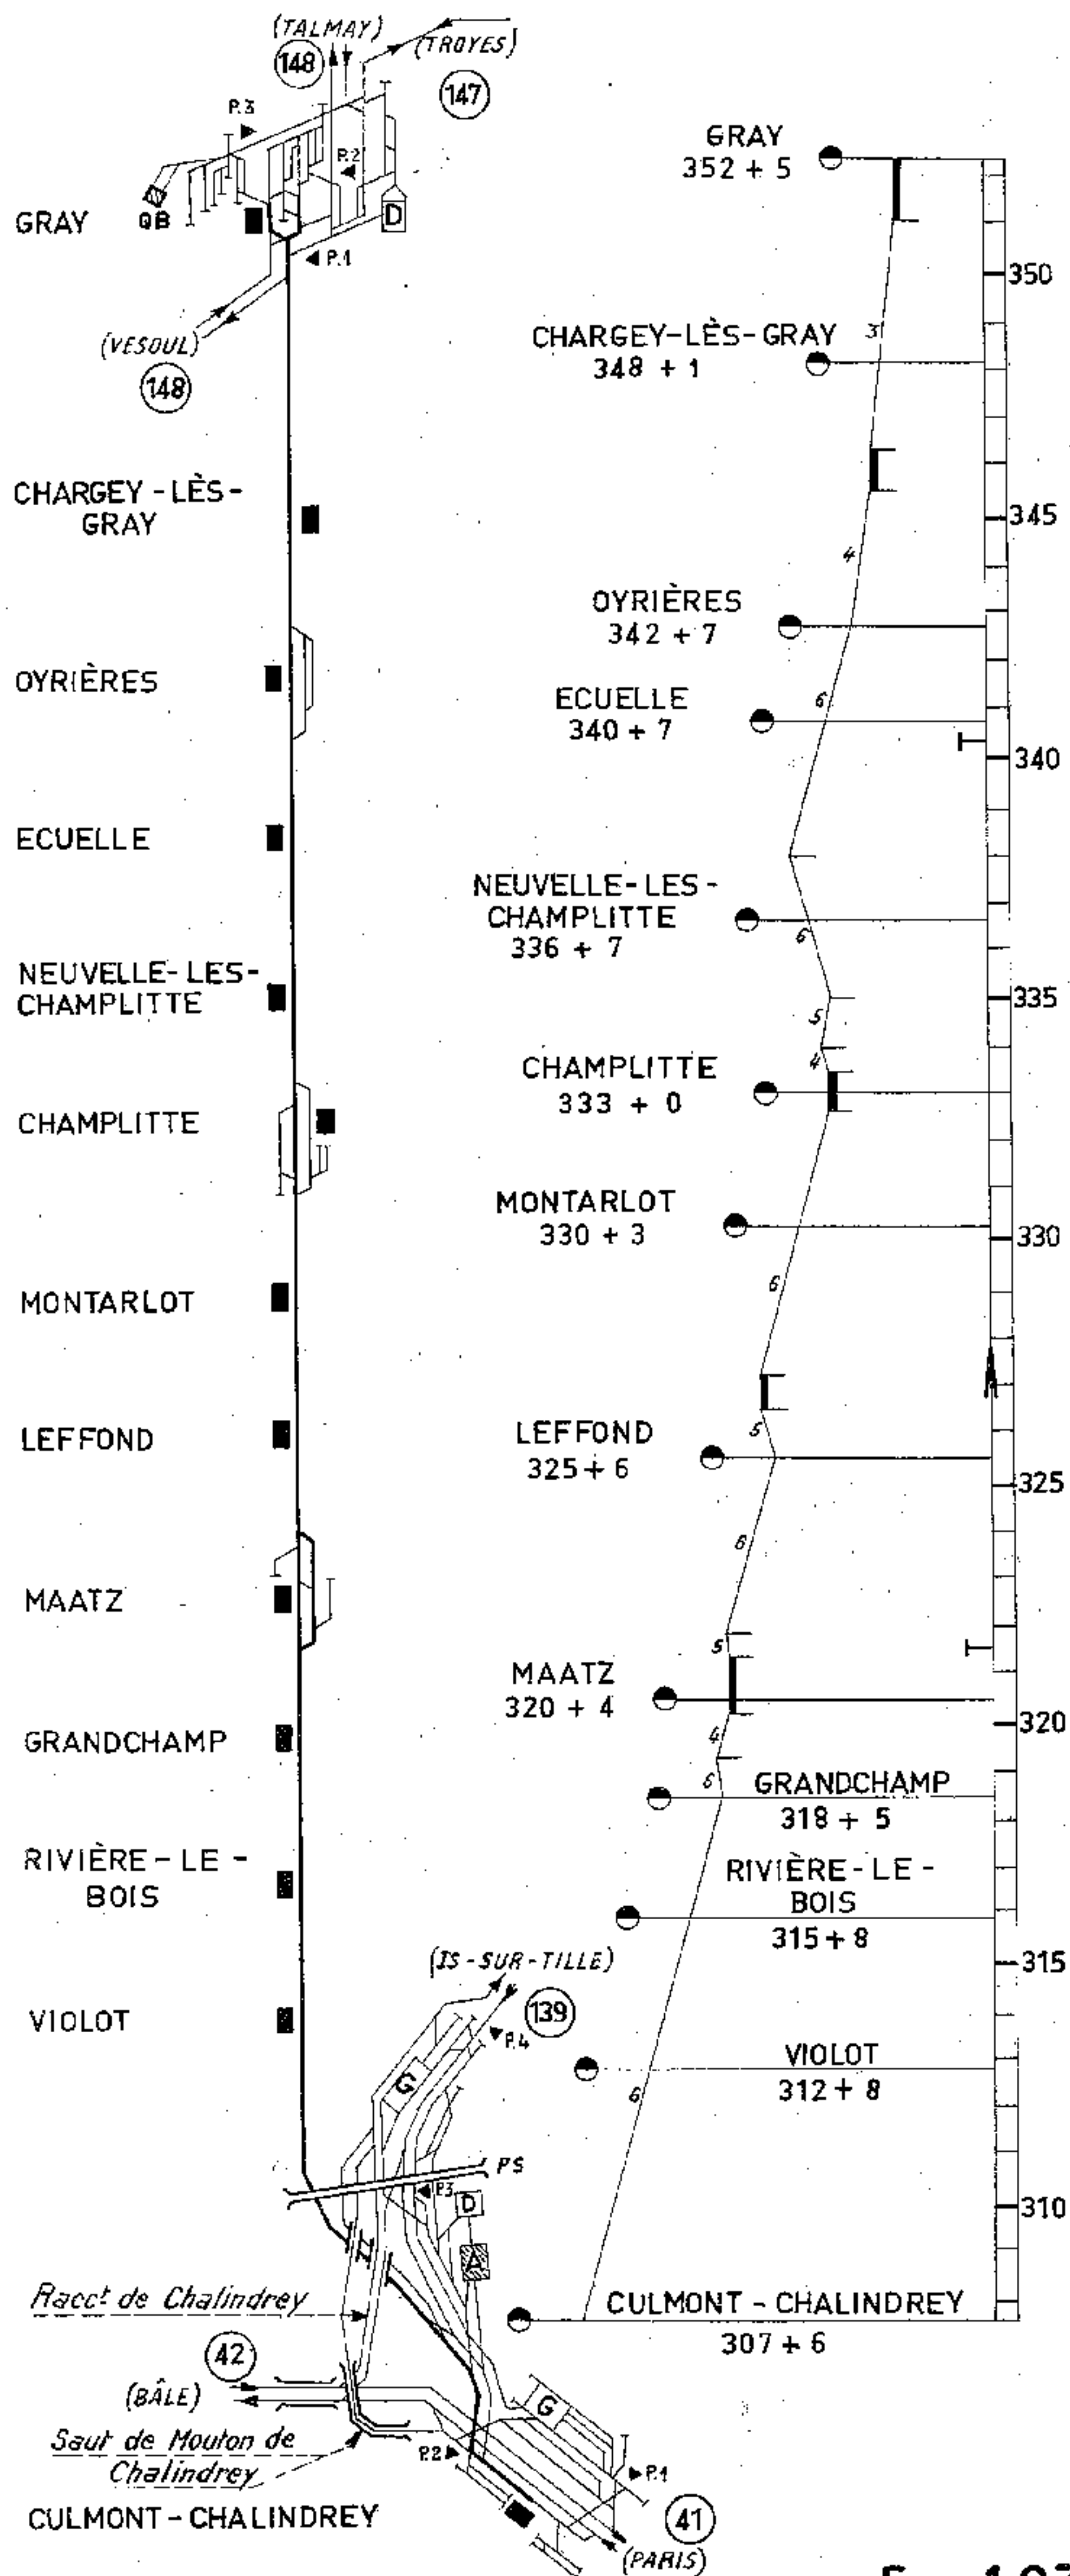 (TALMAY)
148
(TROYES)
147
P.3
P.2
QB
D
GRAY
P.1
(VESOUL)
148
CHARGEY - LÈS -
GRAY
OYRIÈRES
ECUELLE
NEUVELLE- LES -
CHAMPLITTE
CHAMPLITTE
MONTARLOT
LEFFOND
MAATZ
GRANDCHAMP
RIVIÈRE - LE -
BOIS
VIOLOT
(IS - SUR - TILLE)
139
P.4
G
PS
P.3
D
A
Racct de Chalindrey
42
(BÂLE)
Saut de Mouton de
Chalindrey
G
P.2
P.1
CULMONT - CHALINDREY
41
(PARIS)
GRAY
352 + 5
350
3
CHARGEY-LÈS- GRAY
348 + 1
345
4
OYRIÈRES
342 + 7
6
ECUELLE
340 + 7
340
NEUVELLE- LES -
CHAMPLITTE
336 + 7
6
335
5
4
CHAMPLITTE
333 + 0
MONTARLOT
330 + 3
330
6
5
LEFFOND
325 + 6
325
6
5
MAATZ
320 + 4
320
4
6
GRANDCHAMP
318 + 5
RIVIÈRE - LE -
BOIS
315 + 8
315
VIOLOT
312 + 8
6
310
CULMONT - CHALINDREY
307 + 6